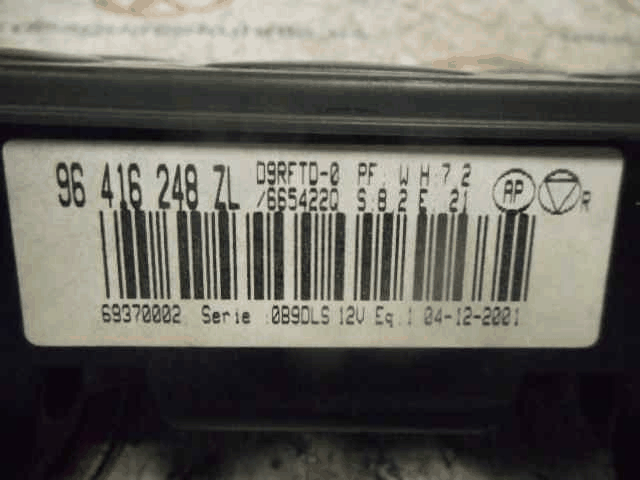 96 416 248 ZL D9RFTD-0 PF. W H.7 2
/665422Q S.8 2 E. 21 AP R
69370002 Serie :0B9DLS 12V Eq.1 04-12-2001